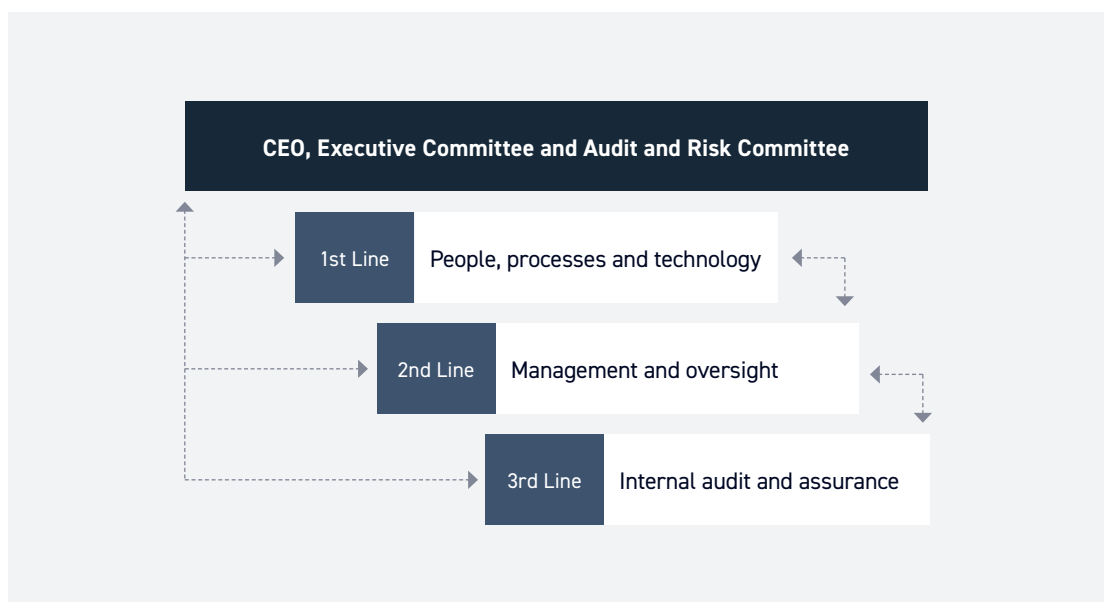 CEO, Executive Committee and Audit and Risk Committee
1st Line
People, processes and technology
2nd Line
Management and oversight
3rd Line
Internal audit and assurance